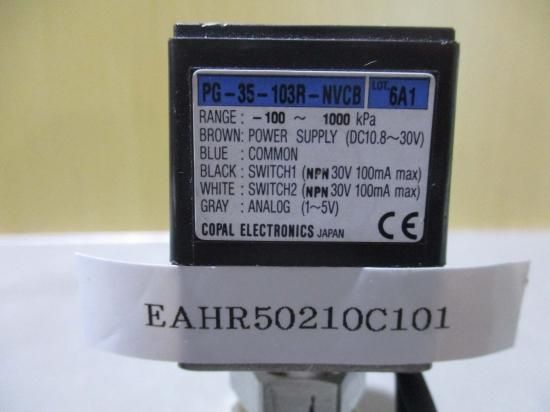 PG-35-103R-NVCB LOT. 6A1
RANGE : -100 ~ 1000 kPa
BROWN: POWER SUPPLY (DC10.8~30V)
BLUE : COMMON
BLACK : SWITCH1 (NPN 30V 100mA max)
WHITE : SWITCH2 (NPN 30V 100mA max)
GRAY : ANALOG (1~5V)
COPAL ELECTRONICS JAPAN CE
EAHR50210C101